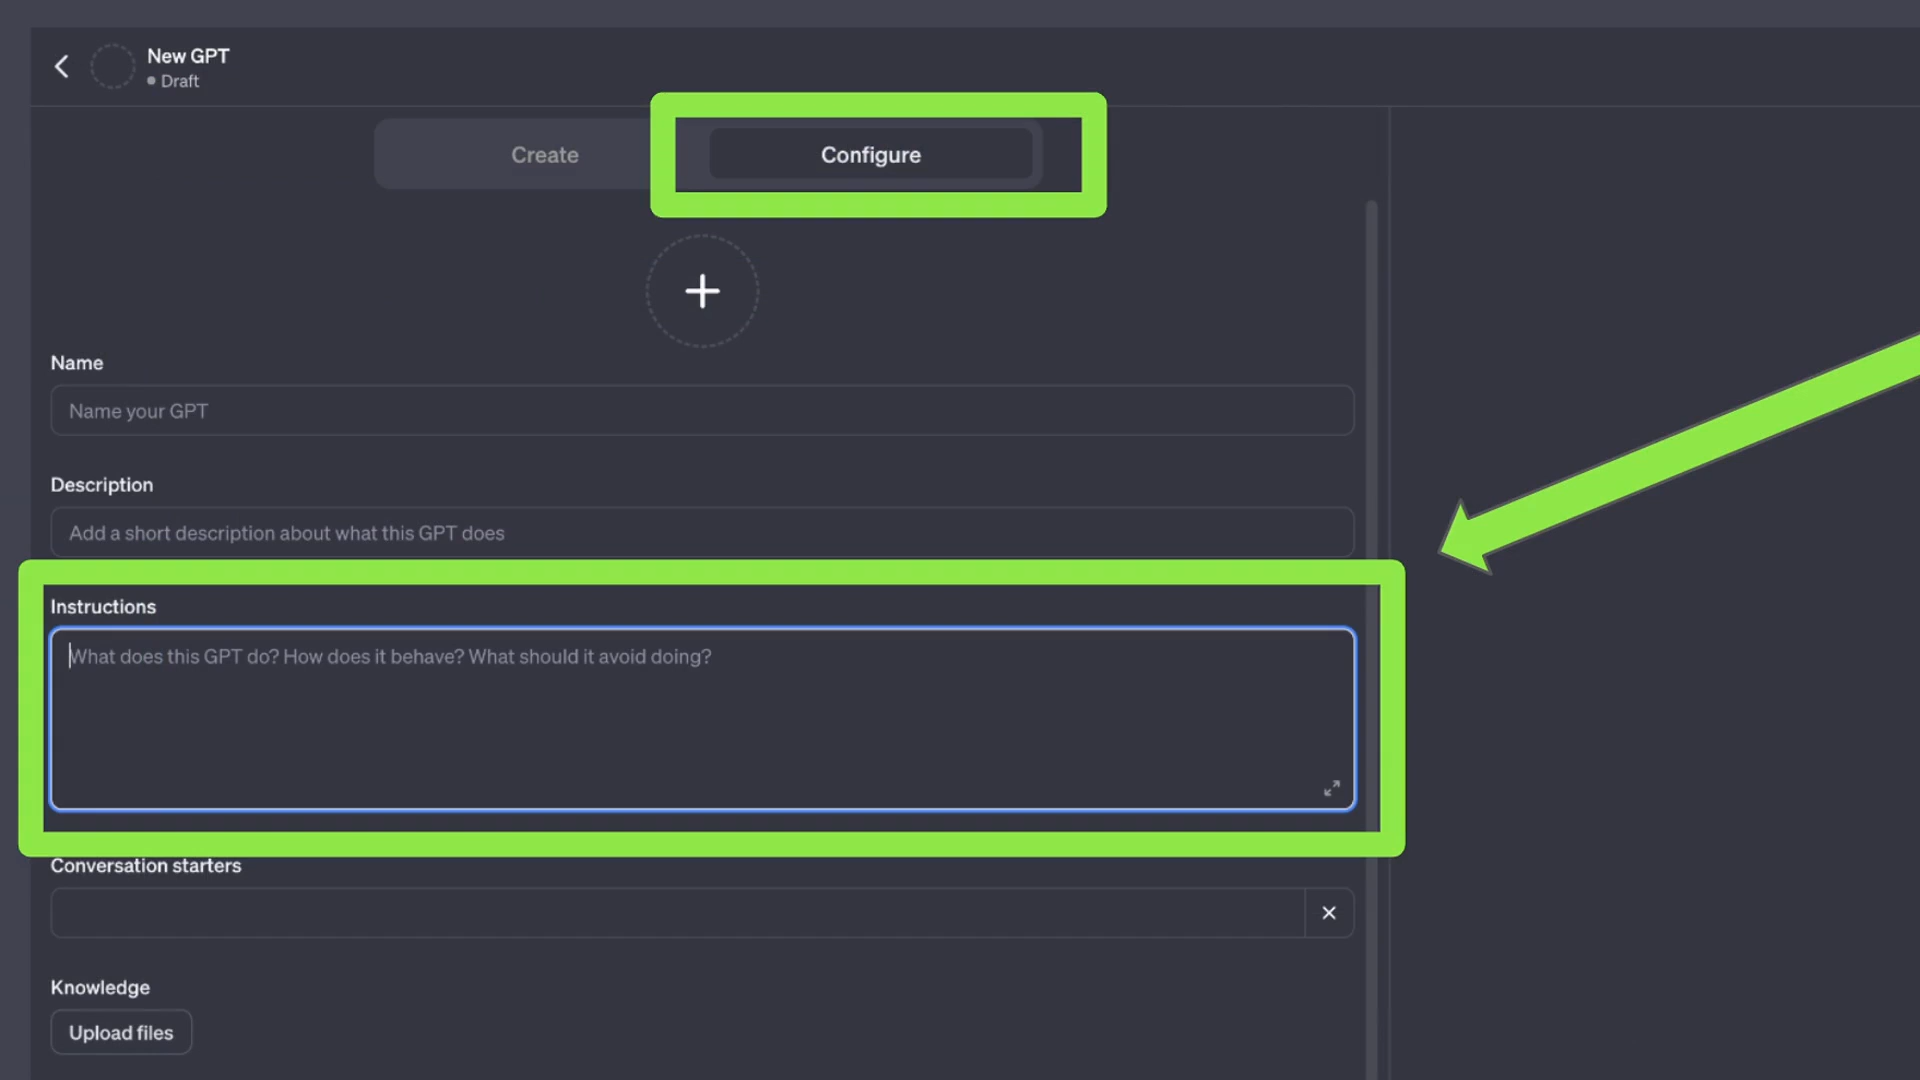 New GPT
Draft
Create
Configure
Name
Name your GPT
Description
Add a short description about what this GPT does
Instructions
What does this GPT do? How does it behave? What should it avoid doing?
Conversation starters
Knowledge
Upload files